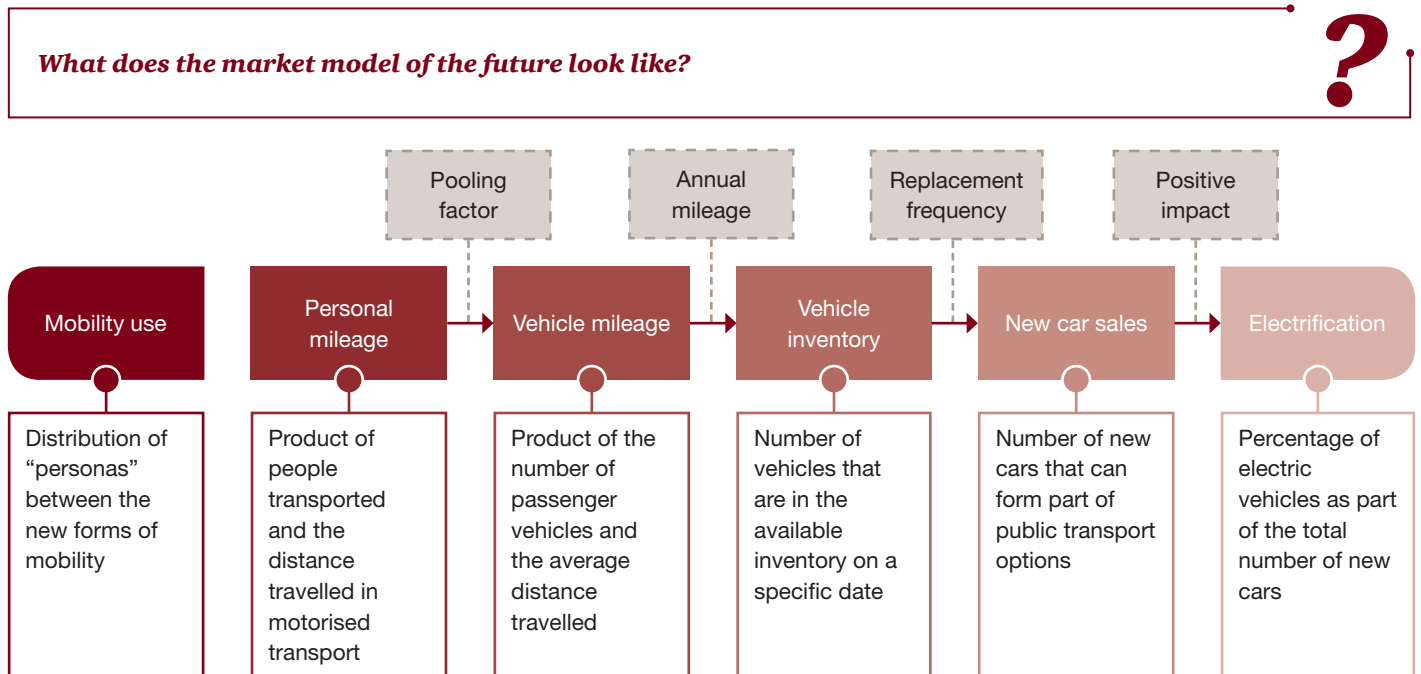 What does the market model of the future look like?
?
Pooling
factor
Annual
mileage
Replacement
frequency
Positive
impact
Mobility use
Personal
mileage
Vehicle mileage
Vehicle
inventory
New car sales
Electrification
Distribution of
“personas”
between the
new forms of
mobility
Product of
people
transported
and the
distance
travelled in
motorised
transport
Product of the
number of
passenger
vehicles and
the average
distance
travelled
Number of
vehicles that
are in the
available
inventory on a
specific date
Number of new
cars that can
form part of
public transport
options
Percentage of
electric
vehicles as part
of the total
number of new
cars